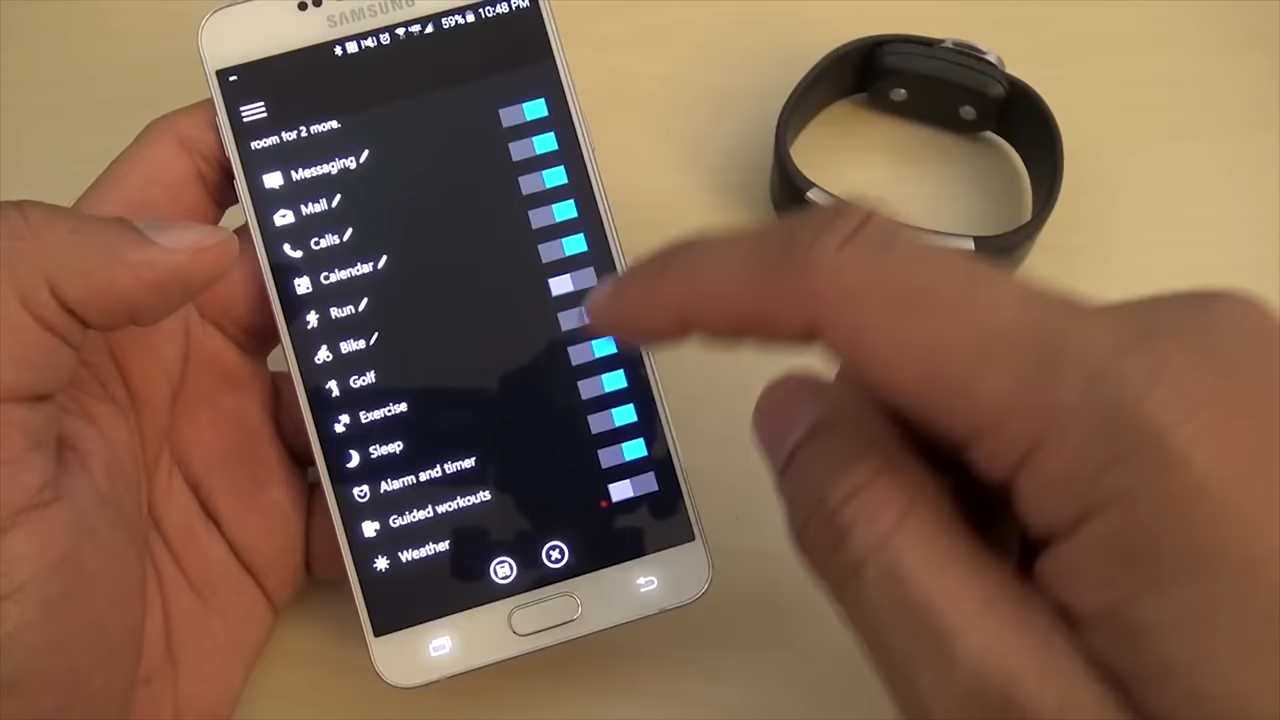 SAMSUNG
59% 10:48 PM
room for 2 more.
Messaging
Mail
Calls
Calendar
Run
Bike
Golf
Exercise
Sleep
Alarm and timer
Guided workouts
Weather